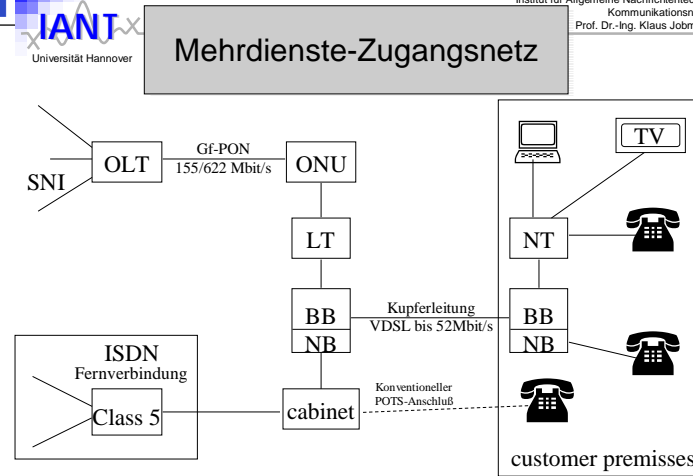 Institut für Allgemeine
Kommunikationsn
Prof. Dr.-Ing. Klaus Jobm
IANT
Universität Hannover
Mehrdienste-Zugangsnetz
SNI
OLT
Gf-PON
155/622 Mbit/s
ONU
TV
LT
NT
BB
NB
Kupferleitung
VDSL bis 52Mbit/s
BB
NB
ISDN
Fernverbindung
Class 5
cabinet
Konventioneller
POTS-Anschluß
customer premisses